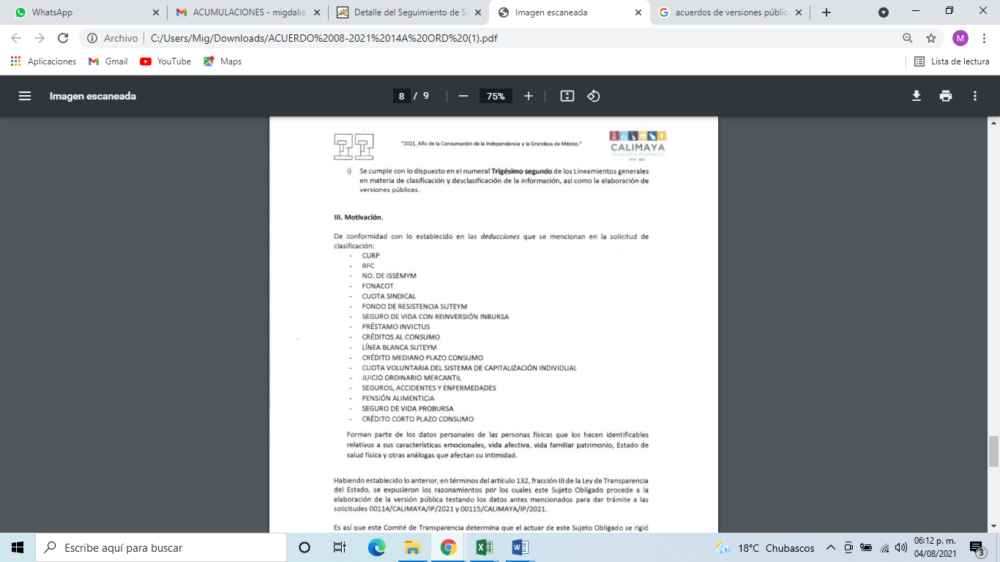 WhatsApp
ACUMULACIONES - migdalia.
Detalle del Seguimiento de S
Imagen escaneada
acuerdos de versiones públic
Archivo
C:/Users/Mig/Downloads/ACUERDO%2008-2021%2014A%20ORD%20(1).pdf
M
Aplicaciones
Gmail
YouTube
Maps
Lista de lectura
Imagen escaneada
8 / 9
75%
"2021. Año de la Consumación de la Independencia y la Grandeza de México."
CALIMAYA
i) Se cumple con lo dispuesto en el numeral Trigésimo segundo de los Lineamientos generales
en materia de clasificación y desclasificación de la información, así como la elaboración de
versiones públicas.
III. Motivación.
De conformidad con lo establecido en las deducciones que se mencionan en la solicitud de
clasificación:
- CURP
- RFC
- NO. DE ISSEMYM
- FONACOT
- CUOTA SINDICAL
- FONDO DE RESISTENCIA SUTEYM
- SEGURO DE VIDA CON REINVERSIÓN INBURSA
- PRÉSTAMO INVICTUS
- CRÉDITOS AL CONSUMO
- LÍNEA BLANCA SUTEYM
- CRÉDITO MEDIANO PLAZO CONSUMO
- CUOTA VOLUNTARIA DEL SISTEMA DE CAPITALIZACIÓN INDIVIDUAL
- JUICIO ORDINARIO MERCANTIL
- SEGUROS, ACCIDENTES Y ENFERMEDADES
- PENSIÓN ALIMENTICIA
- SEGURO DE VIDA PROBURSA
- CRÉDITO CORTO PLAZO CONSUMO
Forman parte de los datos personales de las personas físicas que los hacen identificables
relativos a sus características emocionales, vida afectiva, vida familiar patrimonio, Estado de
salud física y otras análogas que afectan su intimidad.
Habiendo establecido lo anterior, en términos del artículo 132, fracción III de la Ley de Transparencia
del Estado, se expusieron los razonamientos por los cuales este Sujeto Obligado procede a la
elaboración de la versión pública testando los datos antes mencionados para dar trámite a las
solicitudes 00114/CALIMAYA/IP/2021 y 00115/CALIMAYA/IP/2021.
Es así que este Comité de Transparencia determina que el actuar de este Sujeto Obligado se rigió
Escribe aquí para buscar
18°C Chubascos
06:12 p. m.
04/08/2021
3